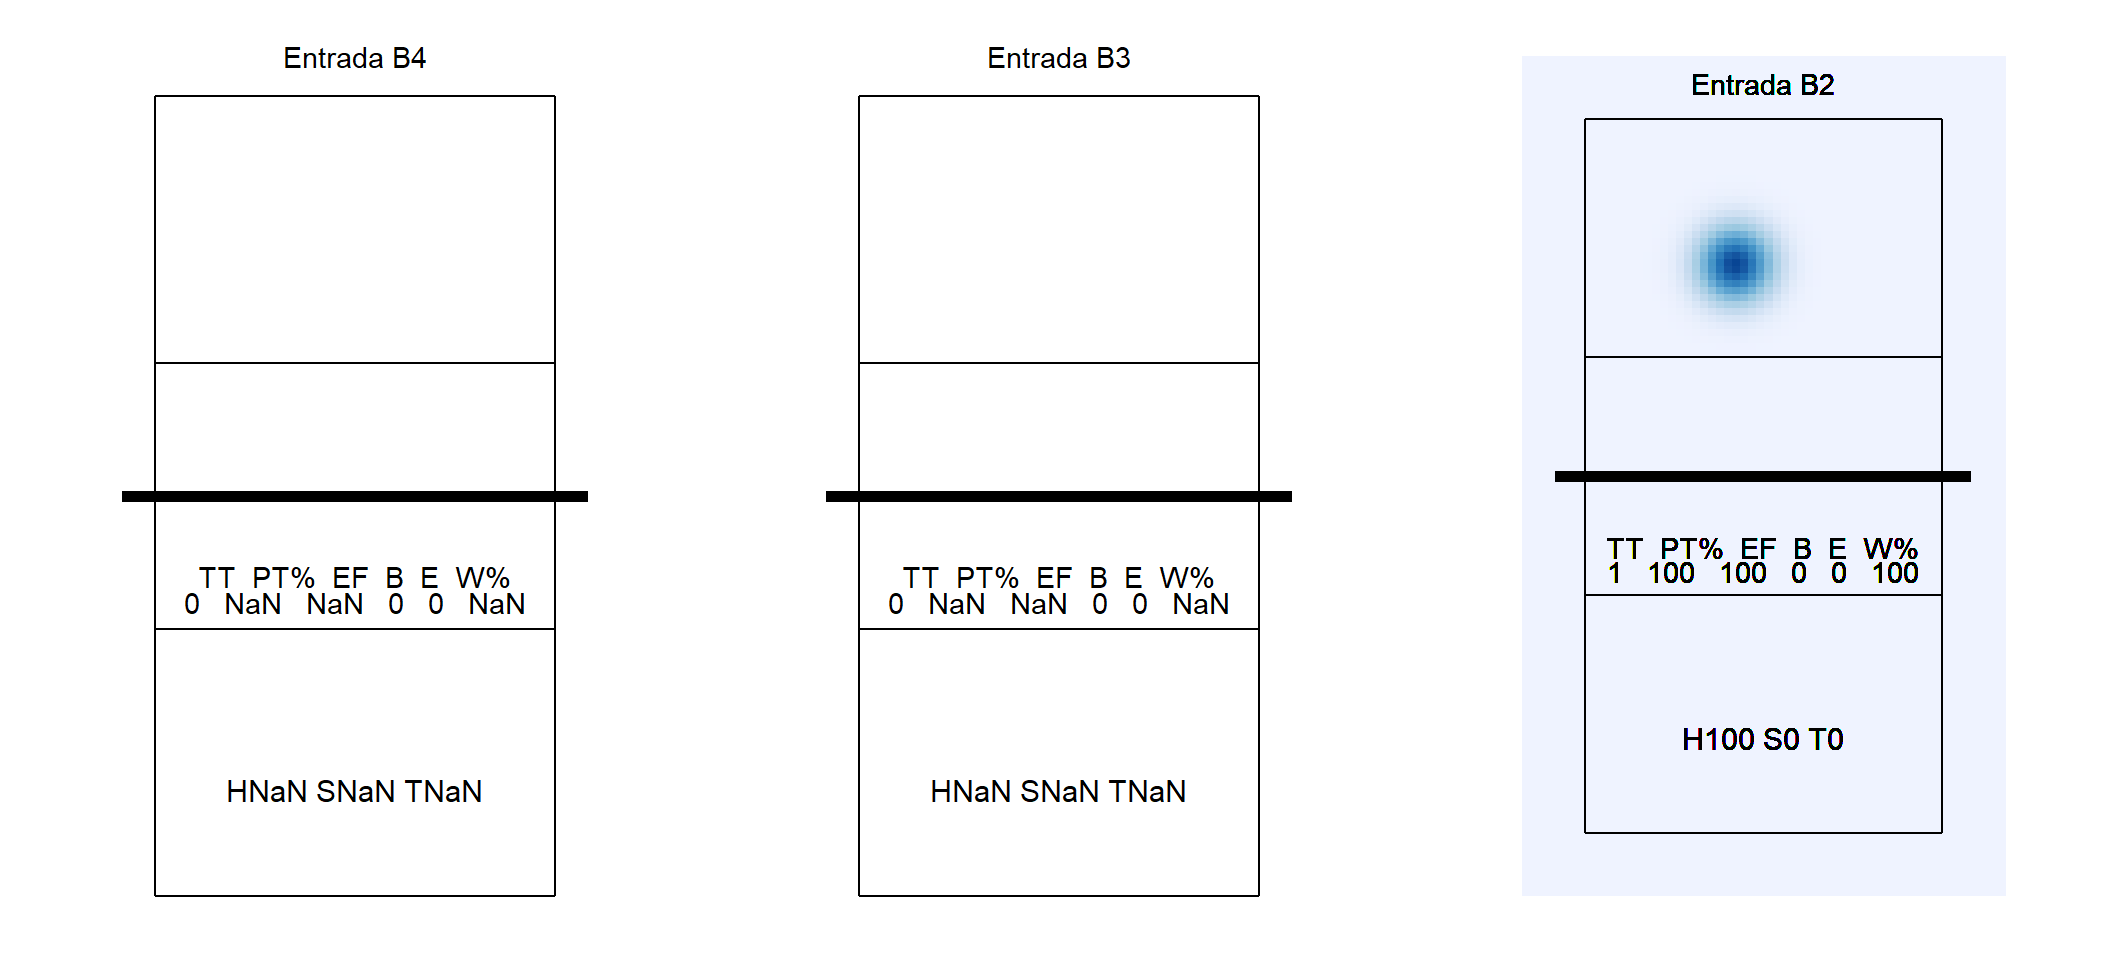 Entrada B4
TT PT% EF B E W%
0 NaN NaN 0 0 NaN
HNaN SNaN TNaN
Entrada B3
TT PT% EF B E W%
0 NaN NaN 0 0 NaN
HNaN SNaN TNaN
Entrada B2
TT PT% EF B E W%
1 100 100 0 0 100
H100 S0 T0